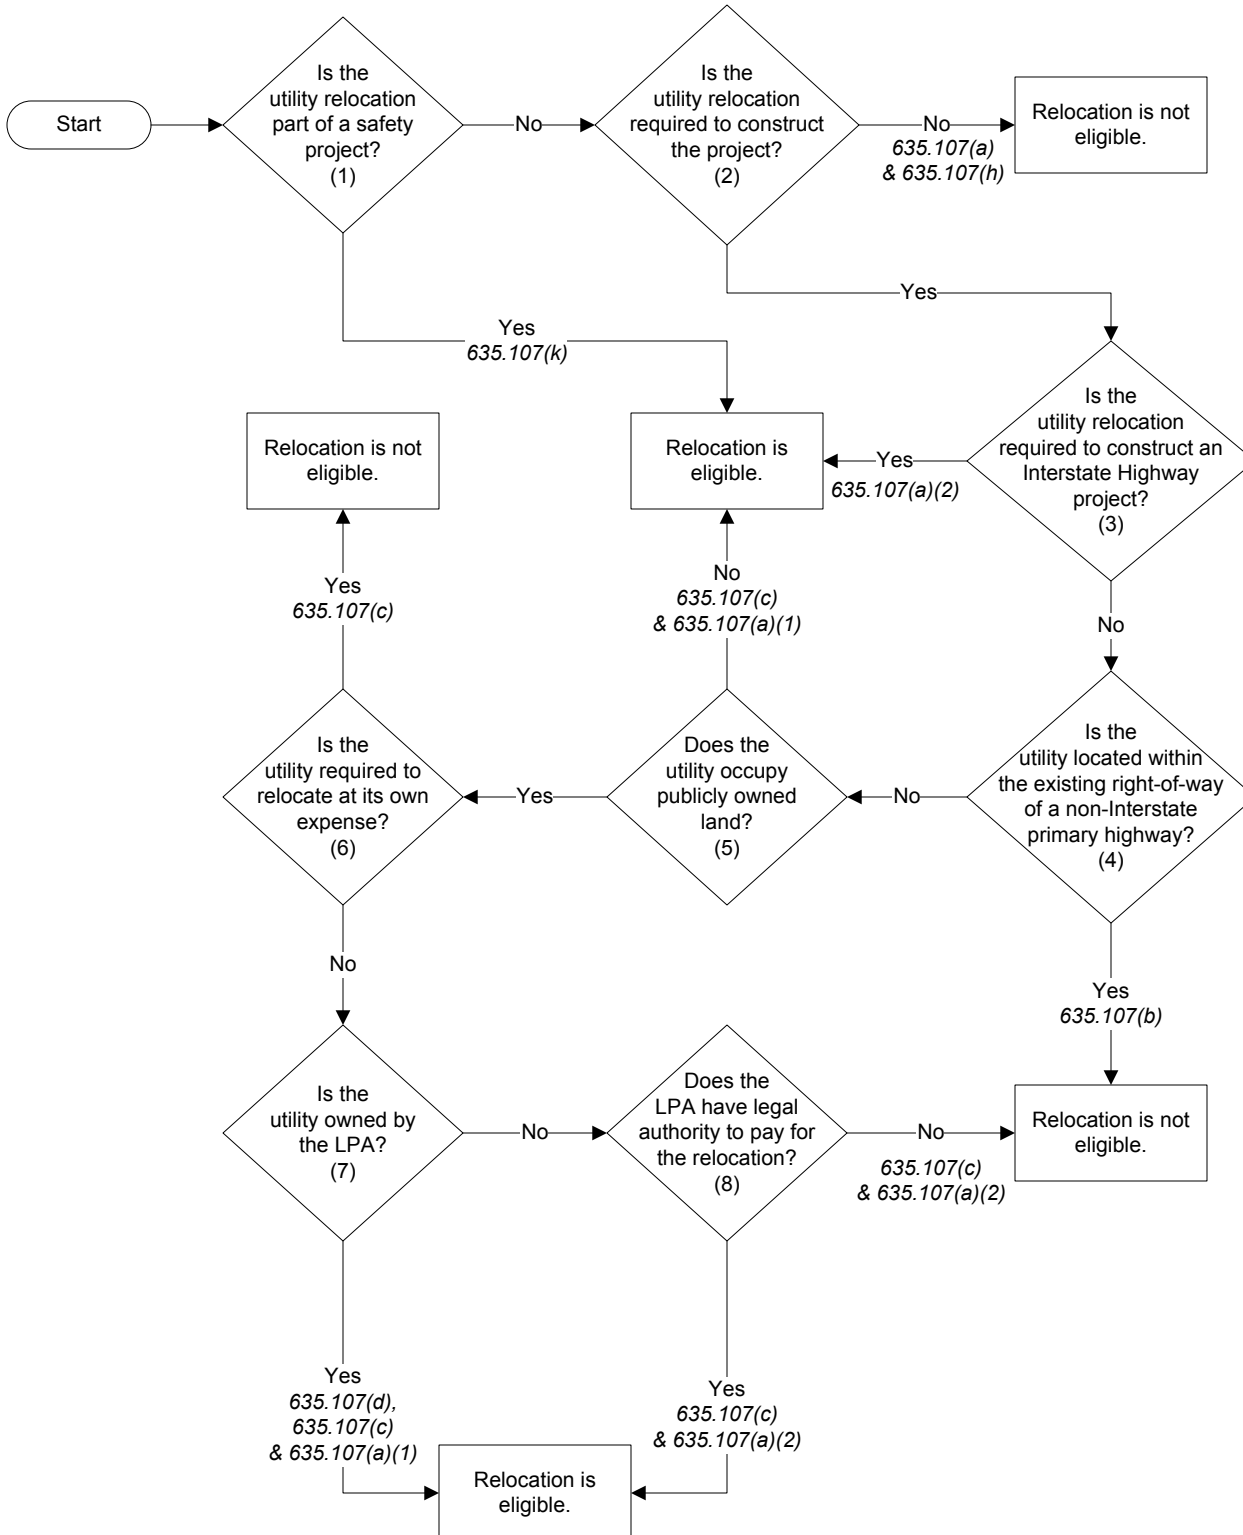 Start
Is the
utility relocation
part of a safety
project?
(1)
No
Is the
utility relocation
required to construct
the project?
(2)
No
635.107(a)
& 635.107(h)
Relocation is not
eligible.
Yes
Yes
635.107(k)
Is the
utility relocation
required to construct an
Interstate Highway
project?
(3)
Yes
635.107(a)(2)
Relocation is
eligible.
Relocation is not
eligible.
Yes
635.107(c)
No
635.107(c)
& 635.107(a)(1)
No
Is the
utility located within
the existing right-of-way
of a non-Interstate
primary highway?
(4)
No
Does the
utility occupy
publicly owned
land?
(5)
Yes
Is the
utility required to
relocate at its own
expense?
(6)
No
Yes
635.107(b)
Is the
utility owned by
the LPA?
(7)
No
Does the
LPA have legal
authority to pay for
the relocation?
(8)
No
635.107(c)
& 635.107(a)(2)
Relocation is not
eligible.
Yes
635.107(d),
635.107(c)
& 635.107(a)(1)
Yes
635.107(c)
& 635.107(a)(2)
Relocation is
eligible.